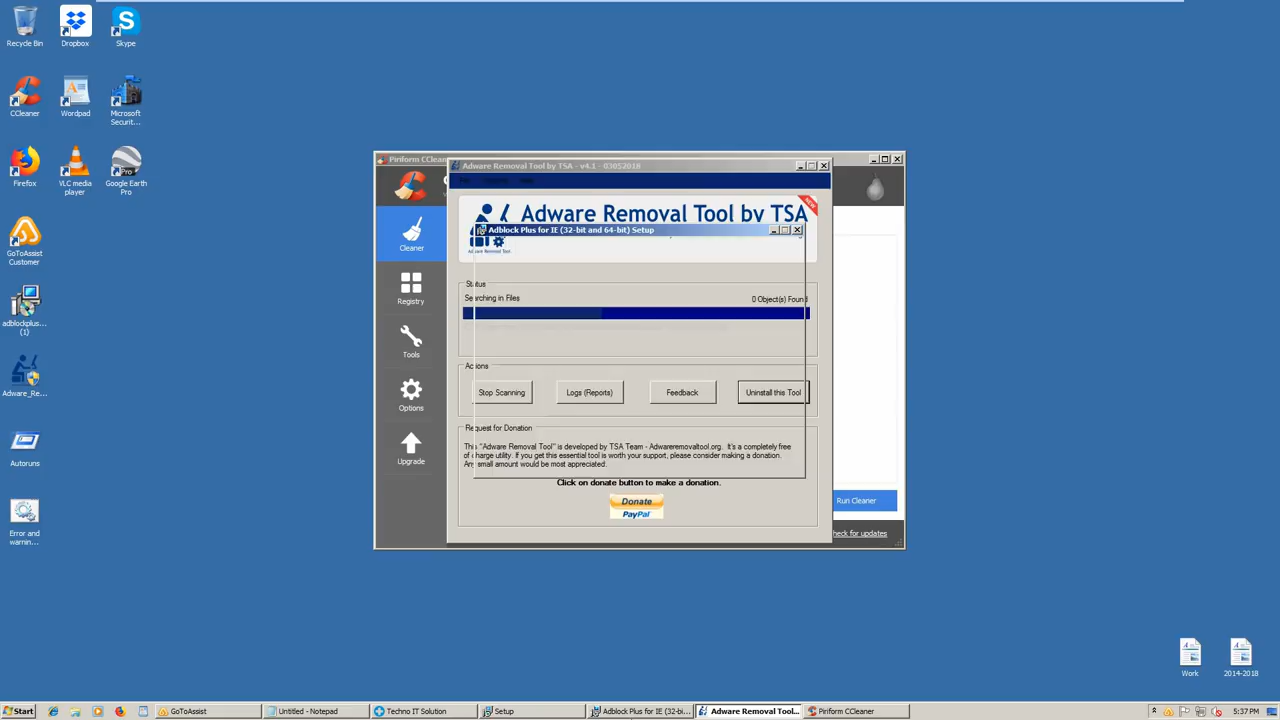 Recycle Bin
Dropbox
Skype
CCleaner
Wordpad
Microsoft
Securit...
Firefox
VLC media
player
Google Earth
Pro
GoToAssist
Customer
adblockplus...
(1)
Adware_Re...
Autoruns
Error and
warnin...
Piriform CClean
Adware Removal Tool by TSA - v4.1 - 03052018
NEW
Adware Removal Tool by TSA
Adblock Plus for IE (32-bit and 64-bit) Setup
Adware Removal Tool.
Cleaner
Registry
Tools
Options
Upgrade
Status
Searching in Files
0 Object(s) Found
Actions
Stop Scanning
Logs (Reports)
Feedback
Uninstall this Tool
Request for Donation
This "Adware Removal Tool" is developed by TSA Team - Adwareremovaltool.org. It's a completely free
of charge utility. If you get this essential tool is worth your support, please consider making a donation.
Any small amount would be most appreciated.
Click on donate button to make a donation.
Donate
PayPal
Run Cleaner
heck for updates
Work
2014-2018
Start
GoToAssist
Untitled - Notepad
Techno IT Solution
Setup
Adblock Plus for IE (32-bi...
Adware Removal Tool...
Piriform CCleaner
5:37 PM